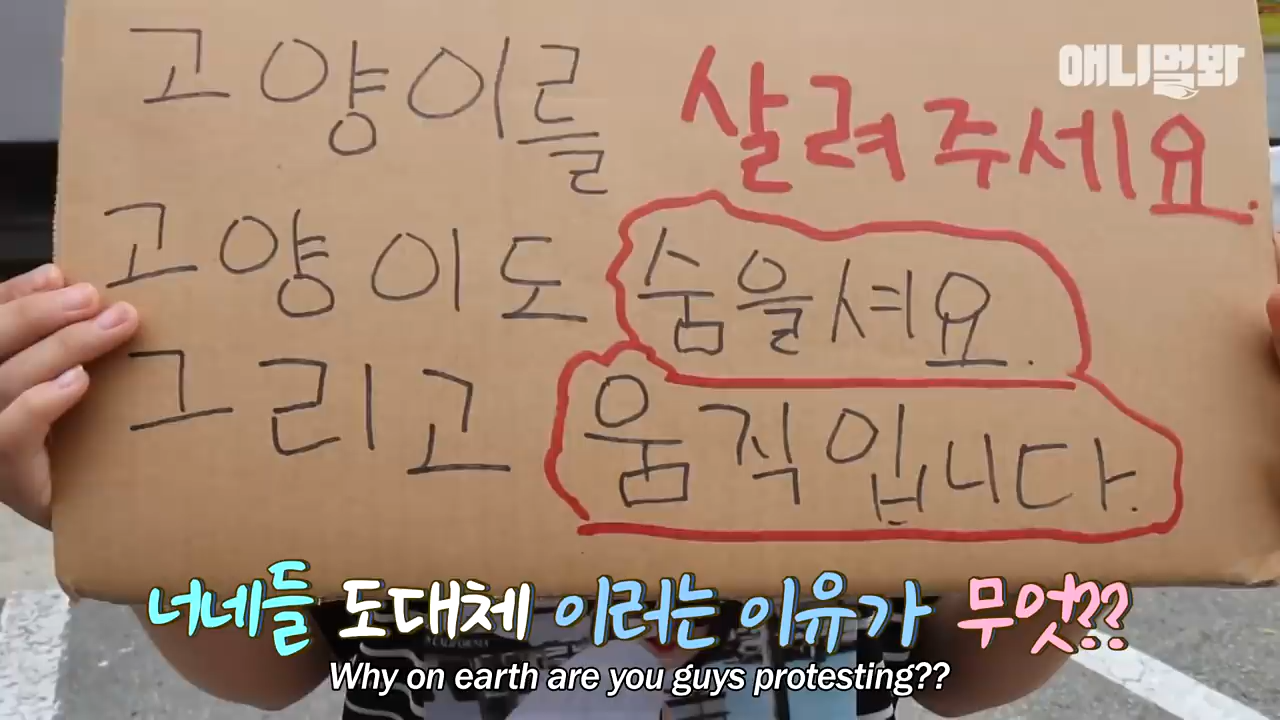 애니멀봐
고양이를 살려주세요.
고양이도 숨을셔요.
그리고 움직입니다.
너네들 도대체 이러는 이유가 무엇??
Why on earth are you guys protesting??